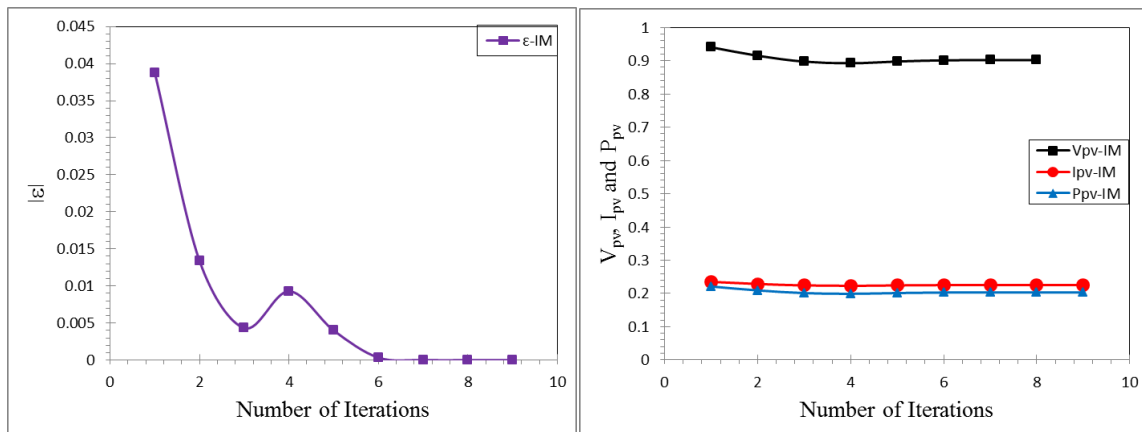 0.045
0.04
0.035
0.03
0.025
0.02
0.015
0.01
0.005
0
|ε|
ε-IM
0 2 4 6 8 10
Number of Iterations
1
0.9
0.8
0.7
0.6
0.5
0.4
0.3
0.2
0.1
0
Vpv, Ipv and Ppv
Vpv-IM
Ipv-IM
Ppv-IM
0 2 4 6 8 10
Number of Iterations